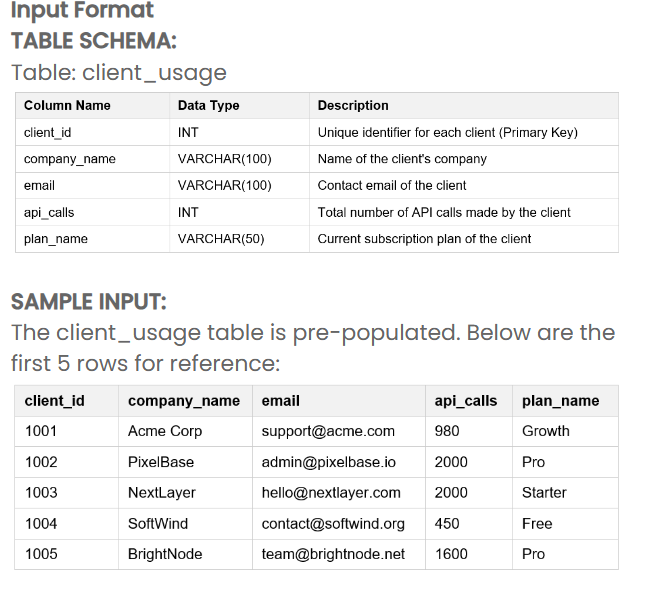 Input Format
TABLE SCHEMA:
Table: client_usage
Column Name Data Type Description
client_id INT Unique identifier for each client (Primary Key)
company_name VARCHAR(100) Name of the client's company
email VARCHAR(100) Contact email of the client
api_calls INT Total number of API calls made by the client
plan_name VARCHAR(50) Current subscription plan of the client
SAMPLE INPUT:
The client_usage table is pre-populated. Below are the
first 5 rows for reference:
client_id company_name email api_calls plan_name
1001 Acme Corp support@acme.com 980 Growth
1002 PixelBase admin@pixelbase.io 2000 Pro
1003 NextLayer hello@nextlayer.com 2000 Starter
1004 SoftWind contact@softwind.org 450 Free
1005 BrightNode team@brightnode.net 1600 Pro